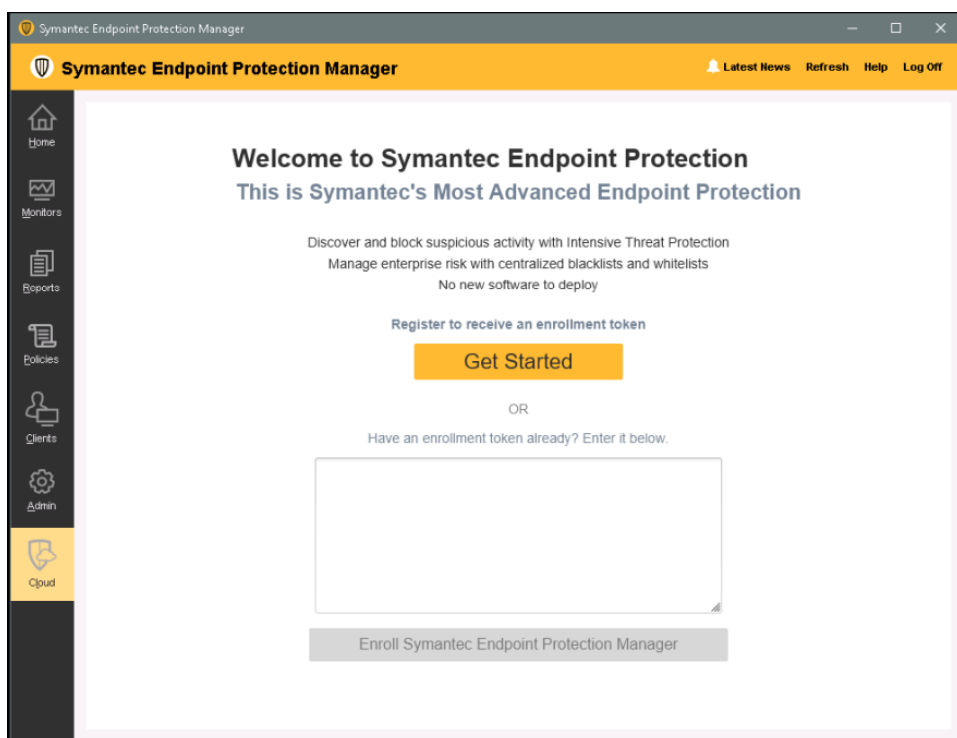 Symantec Endpoint Protection Manager
Symantec Endpoint Protection Manager
Latest News Refresh Help Log Off
Home
Monitors
Reports
Policies
Clients
Admin
Cloud
Welcome to Symantec Endpoint Protection
This is Symantec's Most Advanced Endpoint Protection
Discover and block suspicious activity with Intensive Threat Protection
Manage enterprise risk with centralized blacklists and whitelists
No new software to deploy
Register to receive an enrollment token
Get Started
OR
Have an enrollment token already? Enter it below.
Enroll Symantec Endpoint Protection Manager